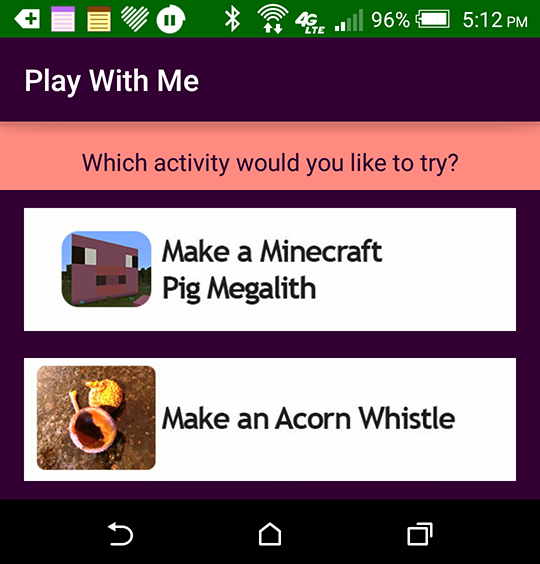 4G LTE 96% 5:12 PM
Play With Me
Which activity would you like to try?
Make a Minecraft
Pig Megalith
Make an Acorn Whistle